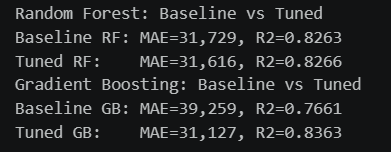 Random Forest: Baseline vs Tuned
Baseline RF: MAE=31,729, R2=0.8263
Tuned RF:    MAE=31,616, R2=0.8266
Gradient Boosting: Baseline vs Tuned
Baseline GB: MAE=39,259, R2=0.7661
Tuned GB:    MAE=31,127, R2=0.8363